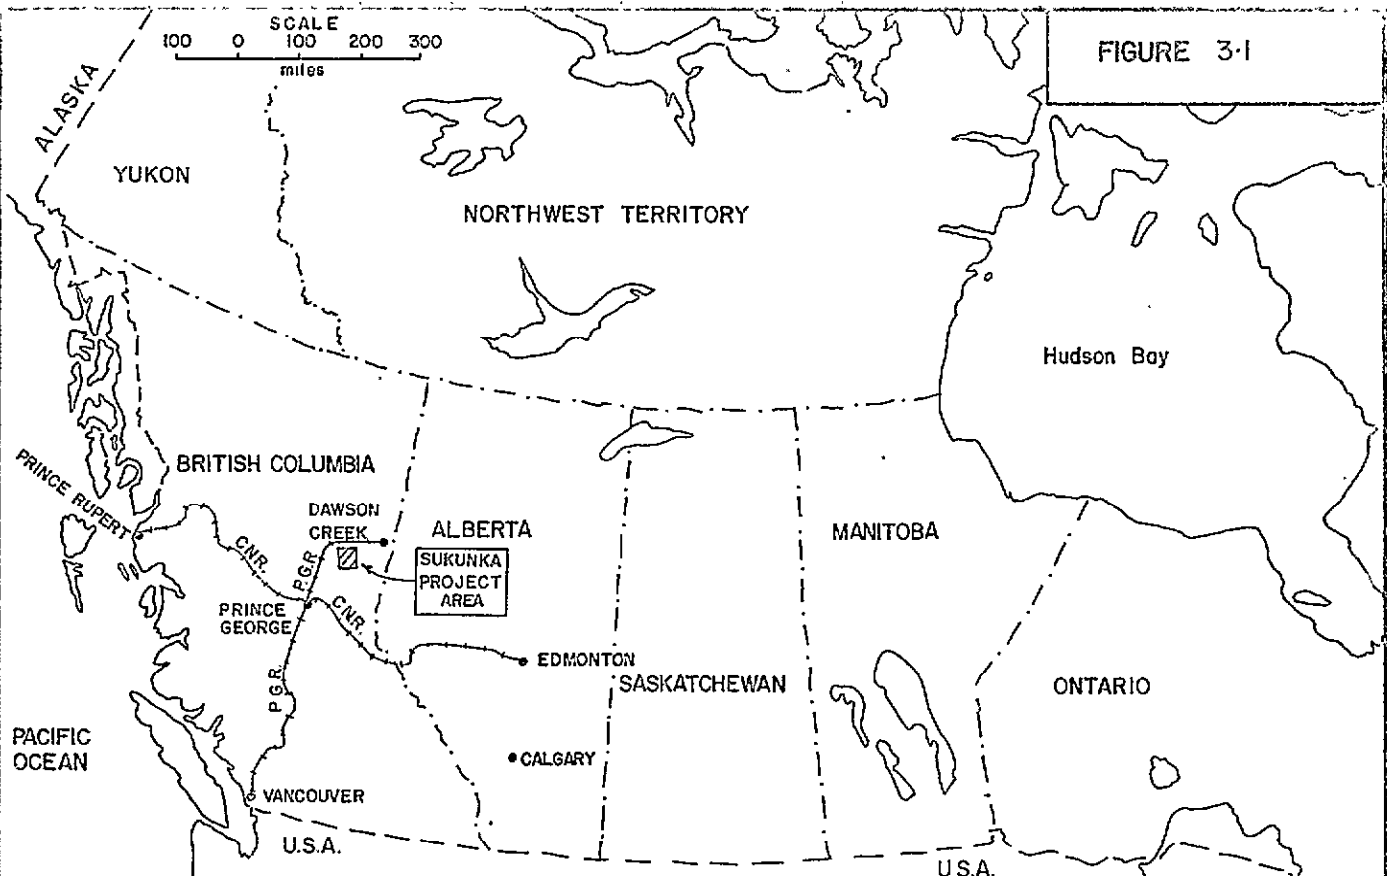 SCALE
100 0 100 200 300
miles
FIGURE 3·1
ALASKA
YUKON
NORTHWEST TERRITORY
Hudson Bay
BRITISH COLUMBIA
PRINCE RUPERT
DAWSON
CREEK
ALBERTA
MANITOBA
C.N.R.
P.G.R.
SUKUNKA
PROJECT
AREA
PRINCE
GEORGE
C.N.R.
EDMONTON
SASKATCHEWAN
ONTARIO
P.G.R.
PACIFIC
OCEAN
CALGARY
VANCOUVER
U.S.A.
U.S.A.